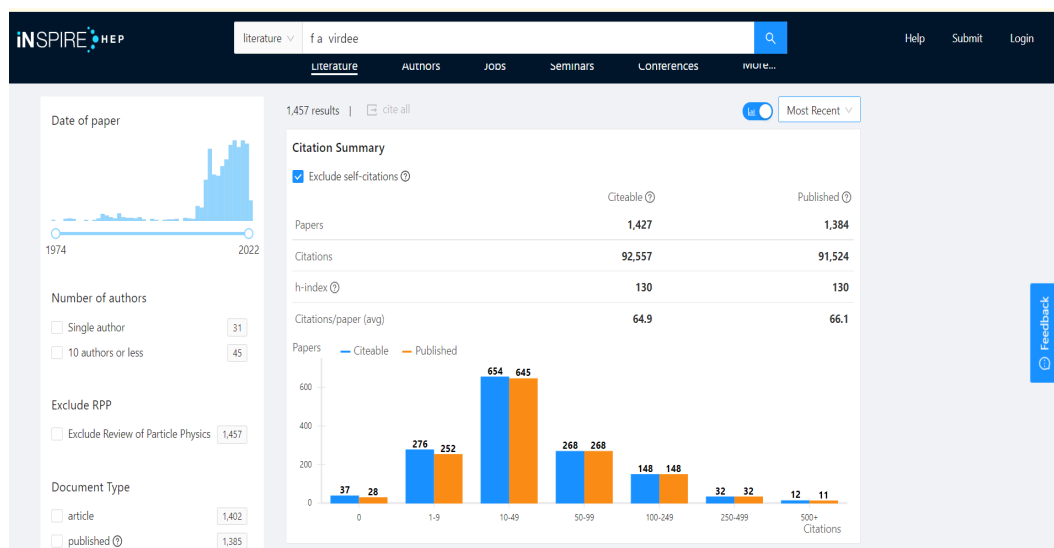 iNSPIRE HEP
literature
f a virdee
Help
Submit
Login
Literature
Authors
Jobs
Seminars
Conferences
More...
Date of paper
1974
2022
Number of authors
Single author 31
10 authors or less 45
Exclude RPP
Exclude Review of Particle Physics 1,457
Document Type
article 1,402
published 1,385
1,457 results | cite all
Most Recent
Citation Summary
Exclude self-citations
Citeable Published
Papers 1,427 1,384
Citations 92,557 91,524
h-index 130 130
Citations/paper (avg) 64.9 66.1
Papers
Citeable Published
600
400
200
0
37 28
276 252
654 645
268 268
148 148
32 32
12 11
0 1-9 10-49 50-99 100-249 250-499 500+
Citations
Feedback